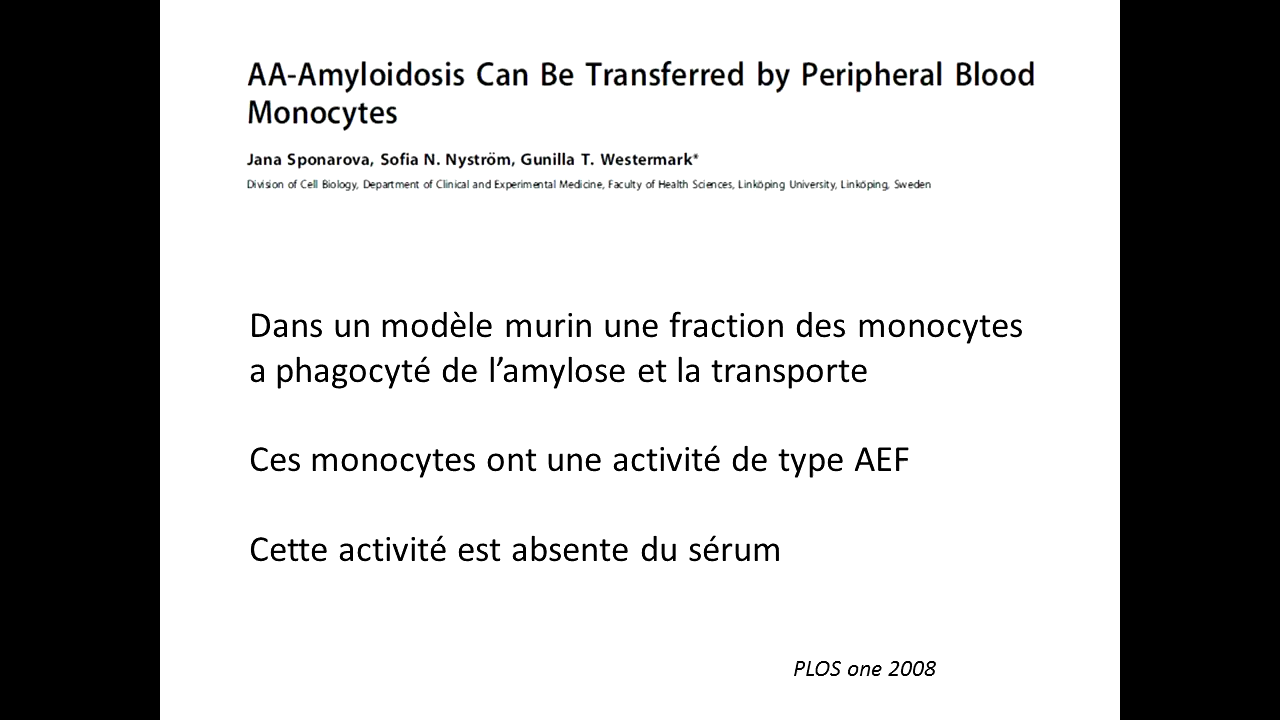 AA-Amyloidosis Can Be Transferred by Peripheral Blood
Monocytes
Jana Sponarova, Sofia N. Nyström, Gunilla T. Westermark*
Division of Cell Biology, Department of Clinical and Experimental Medicine, Faculty of Health Sciences, Linköping University, Linköping, Sweden
Dans un modèle murin une fraction des monocytes
a phagocyté de l’amylose et la transporte
Ces monocytes ont une activité de type AEF
Cette activité est absente du sérum
PLOS one 2008